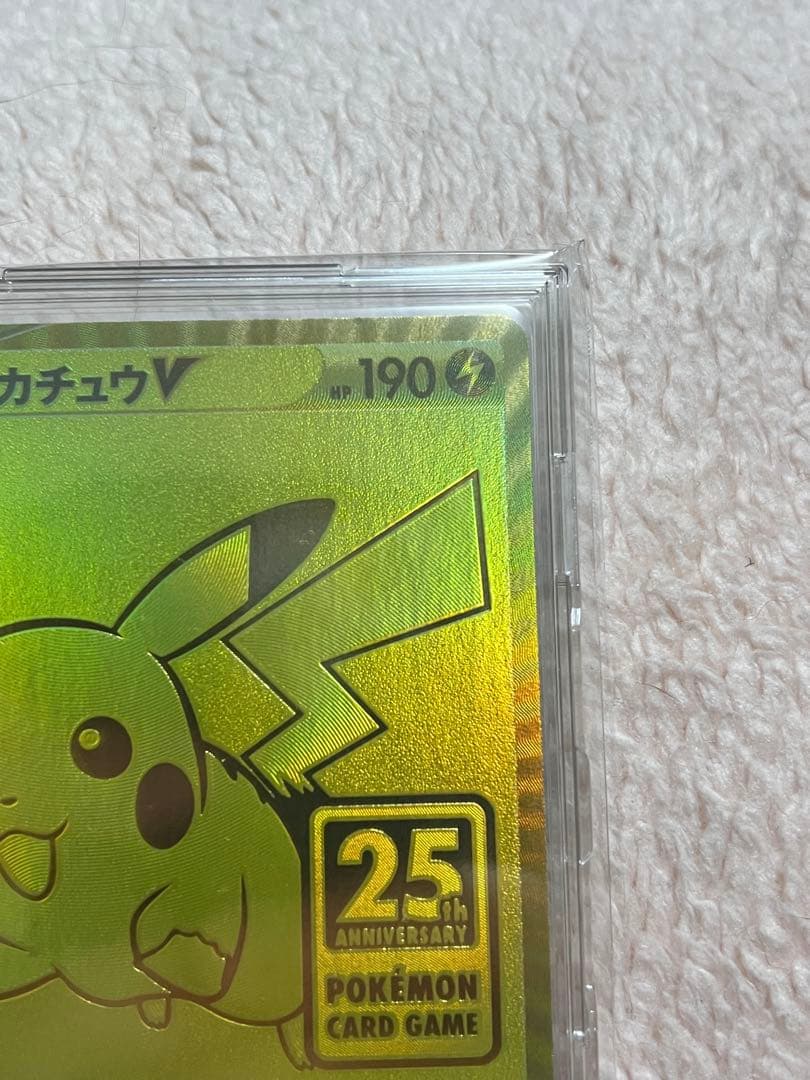 カチュウV HP 190
25th
ANNIVERSARY
POKÉMON
CARD GAME